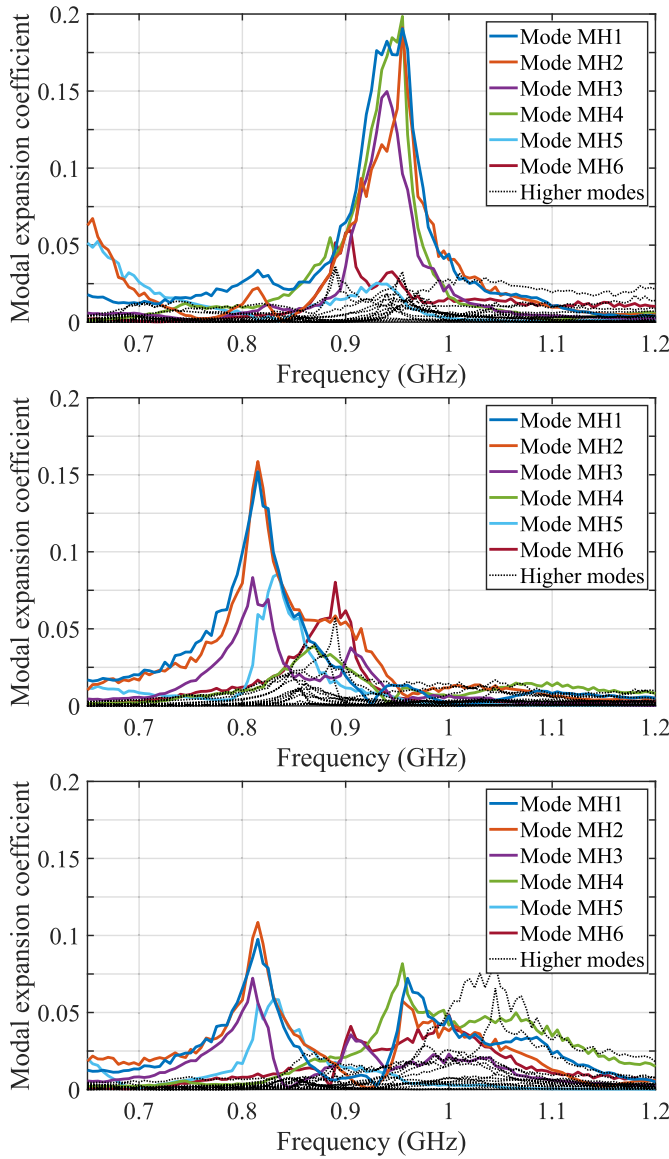 0.2
0.15
0.1
0.05
0
Modal expansion coefficient
Mode MH1
Mode MH2
Mode MH3
Mode MH4
Mode MH5
Mode MH6
Higher modes
0.7 0.8 0.9 1 1.1 1.2
Frequency (GHz)
0.2
0.15
0.1
0.05
0
Modal expansion coefficient
Mode MH1
Mode MH2
Mode MH3
Mode MH4
Mode MH5
Mode MH6
Higher modes
0.7 0.8 0.9 1 1.1 1.2
Frequency (GHz)
0.2
0.15
0.1
0.05
0
Modal expansion coefficient
Mode MH1
Mode MH2
Mode MH3
Mode MH4
Mode MH5
Mode MH6
Higher modes
0.7 0.8 0.9 1 1.1 1.2
Frequency (GHz)